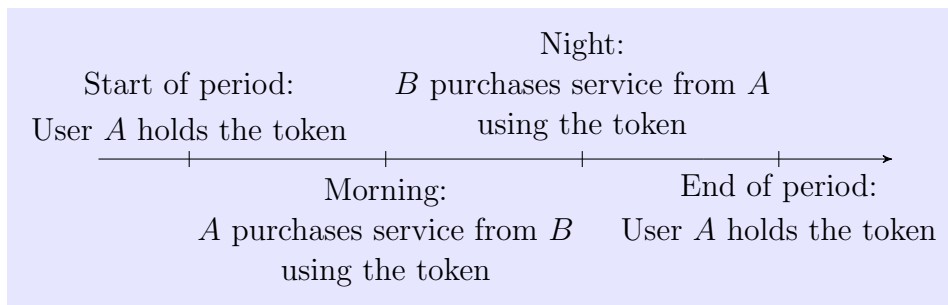 Start of period:
User A holds the token
Morning:
A purchases service from B
using the token
Night:
B purchases service from A
using the token
End of period:
User A holds the token